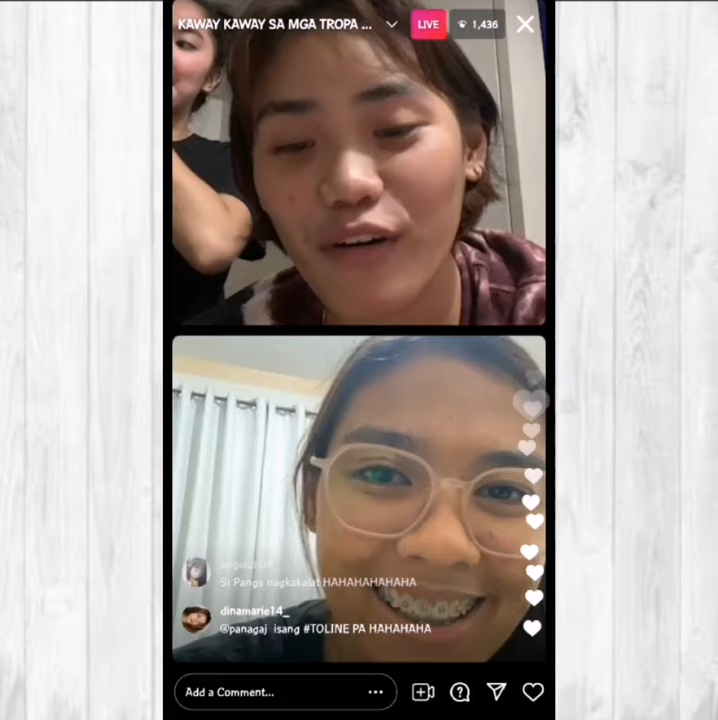 KAWAY KAWAY SA MGA TROPA ...
LIVE
1,436
Si Pangs nagkakalat HAHAHAHAHAHA
dinamarie14_
@panagaj isang #TOLINE PA HAHAHAHA
Add a Comment...